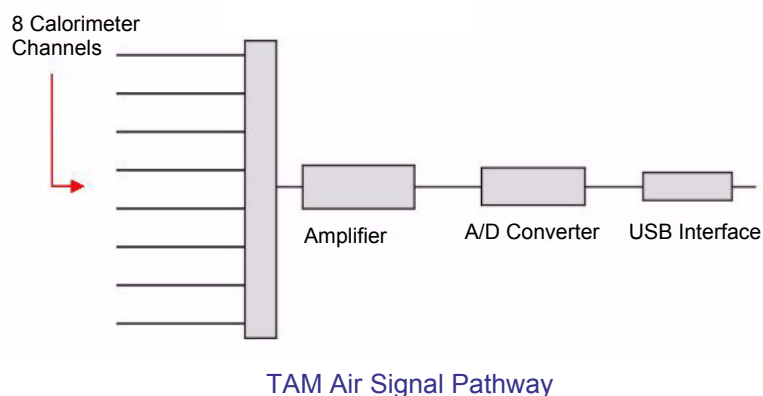 8 Calorimeter
Channels
Amplifier
A/D Converter
USB Interface
TAM Air Signal Pathway